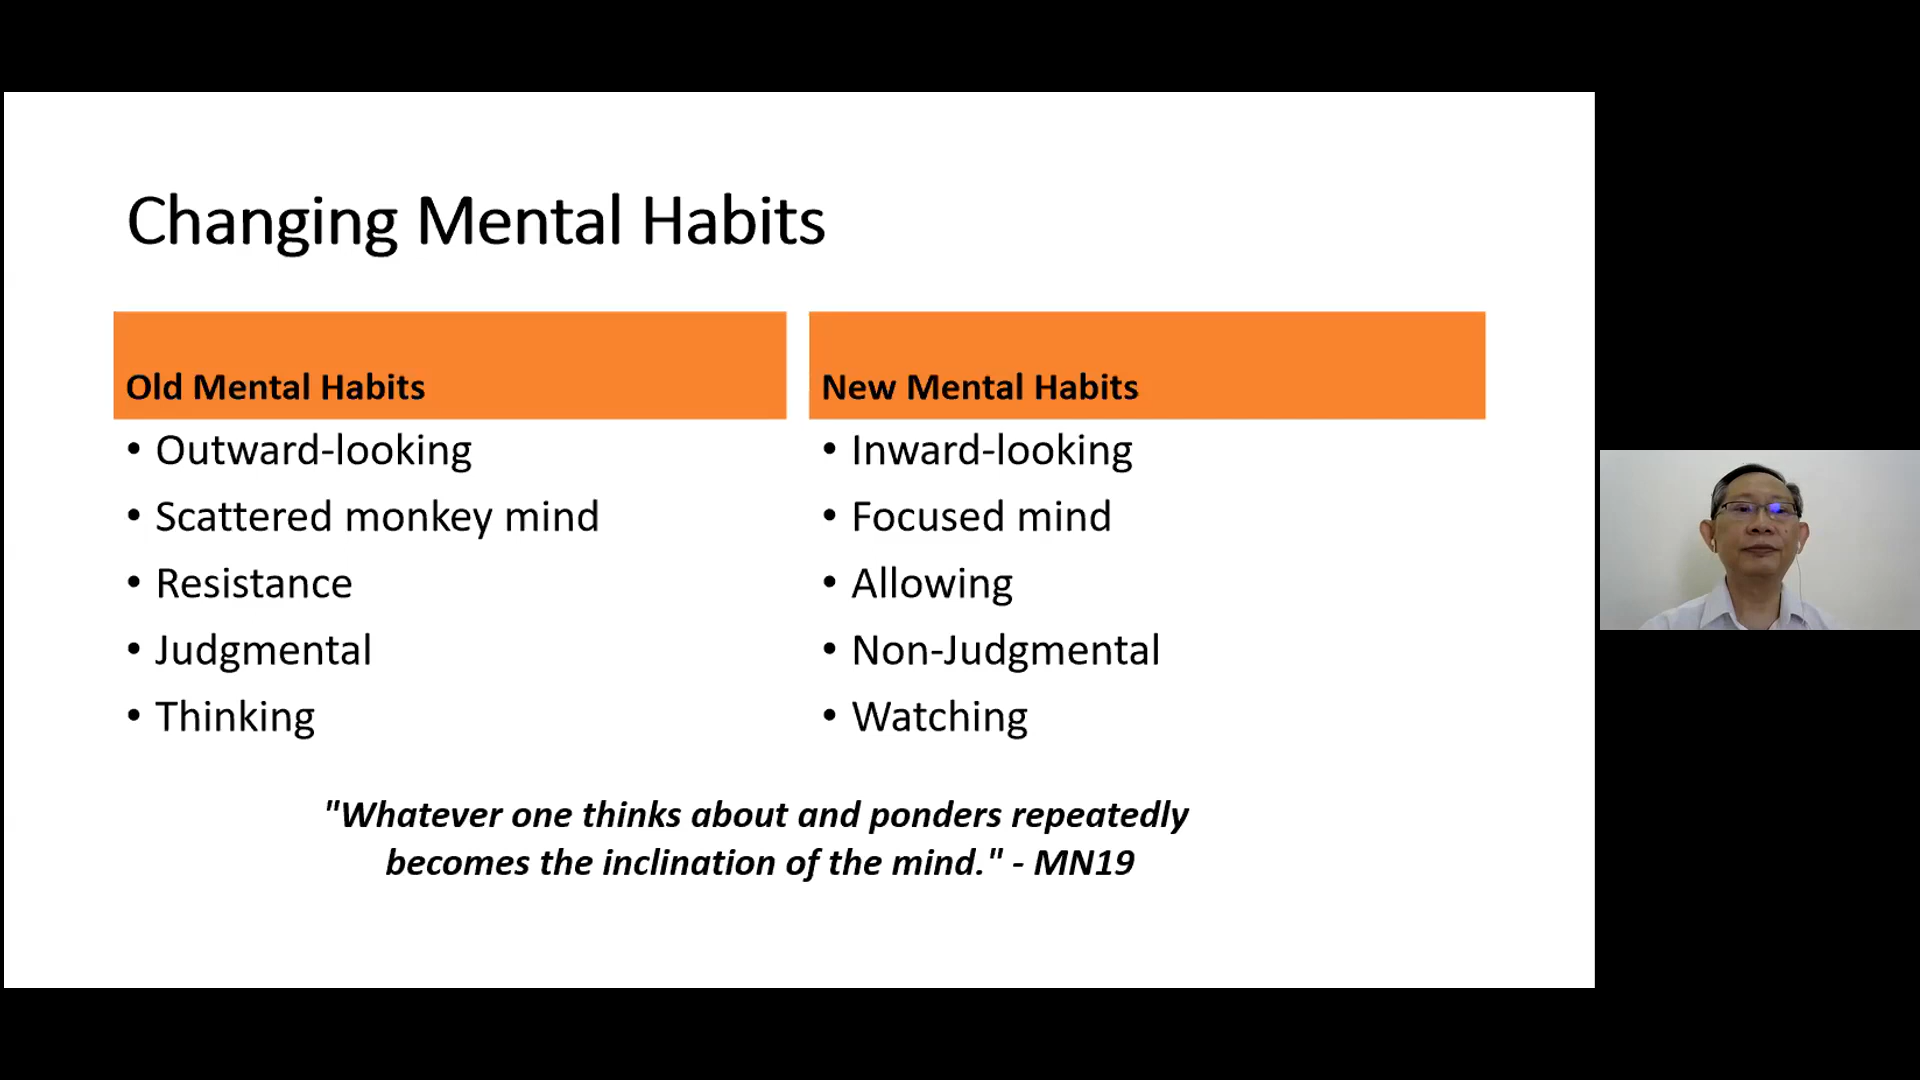 Changing Mental Habits
Old Mental Habits
• Outward-looking
• Scattered monkey mind
• Resistance
• Judgmental
• Thinking
New Mental Habits
• Inward-looking
• Focused mind
• Allowing
• Non-Judgmental
• Watching
"Whatever one thinks about and ponders repeatedly
becomes the inclination of the mind." - MN19